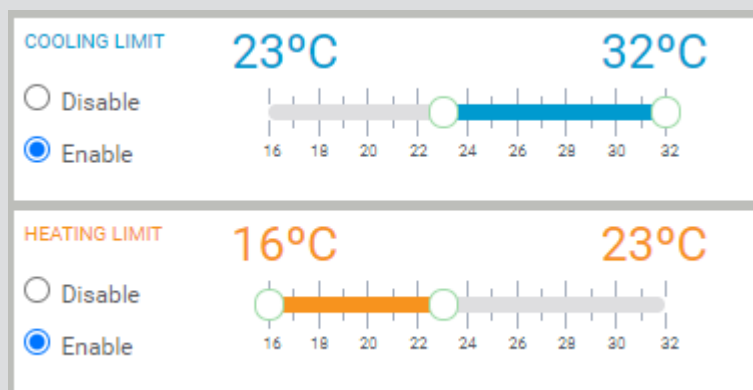 COOLING LIMIT
23ºC 32ºC
Disable
Enable
16 18 20 22 24 26 28 30 32
HEATING LIMIT
16ºC 23ºC
Disable
Enable
16 18 20 22 24 26 28 30 32